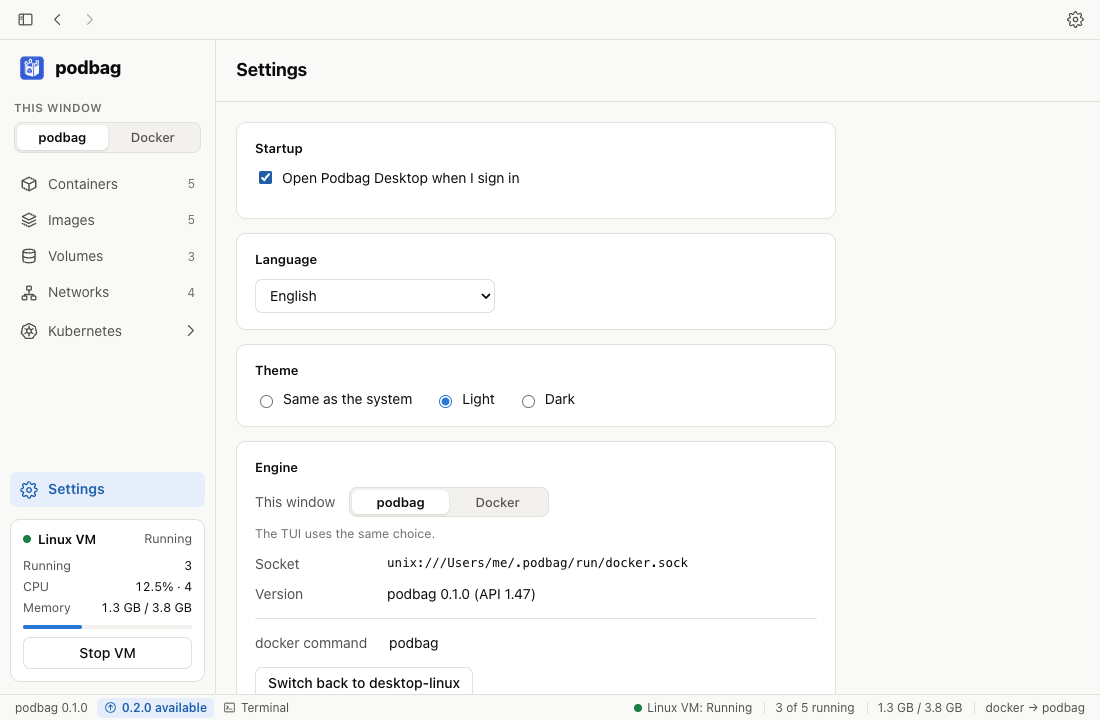 podbag
THIS WINDOW
podbag Docker
Containers 5
Images 5
Volumes 3
Networks 4
Kubernetes
Settings
Linux VM Running
Running 3
CPU 12.5% · 4
Memory 1.3 GB / 3.8 GB
Stop VM
Settings
Startup
Open Podbag Desktop when I sign in
Language
English
Theme
Same as the system Light Dark
Engine
This window podbag Docker
The TUI uses the same choice.
Socket unix:///Users/me/.podbag/run/docker.sock
Version podbag 0.1.0 (API 1.47)
docker command podbag
Switch back to desktop-linux
podbag 0.1.0 0.2.0 available Terminal Linux VM: Running 3 of 5 running 1.3 GB / 3.8 GB docker → podbag